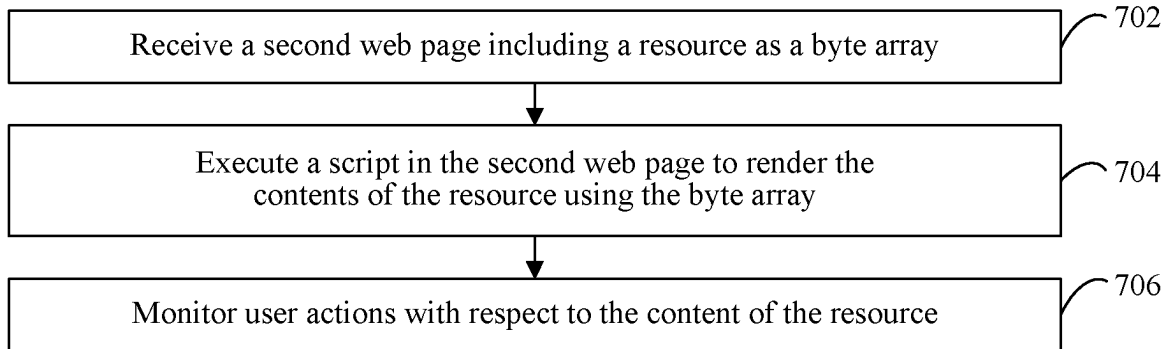 Receive a second web page including a resource as a byte array
702
Execute a script in the second web page to render the
contents of the resource using the byte array
704
Monitor user actions with respect to the content of the resource
706